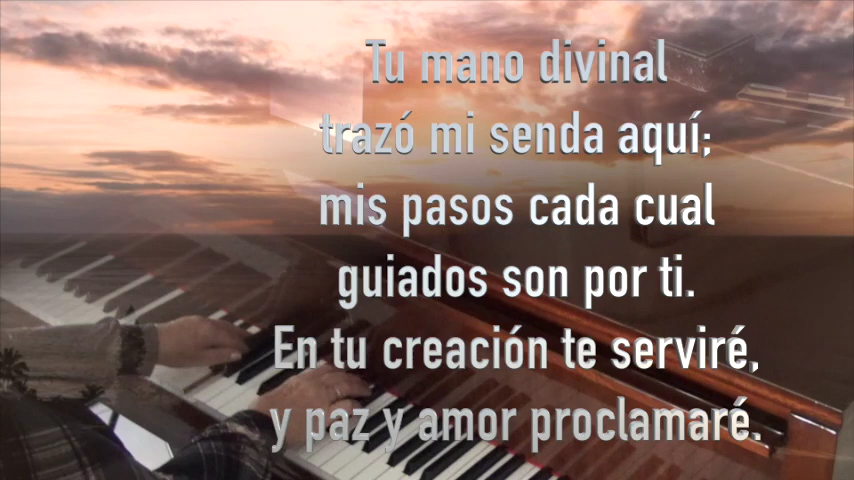 Tu mano divinal
trazó mi senda aquí;
mis pasos cada cual
guiados son por ti.
En tu creación te serviré,
y paz y amor proclamaré.